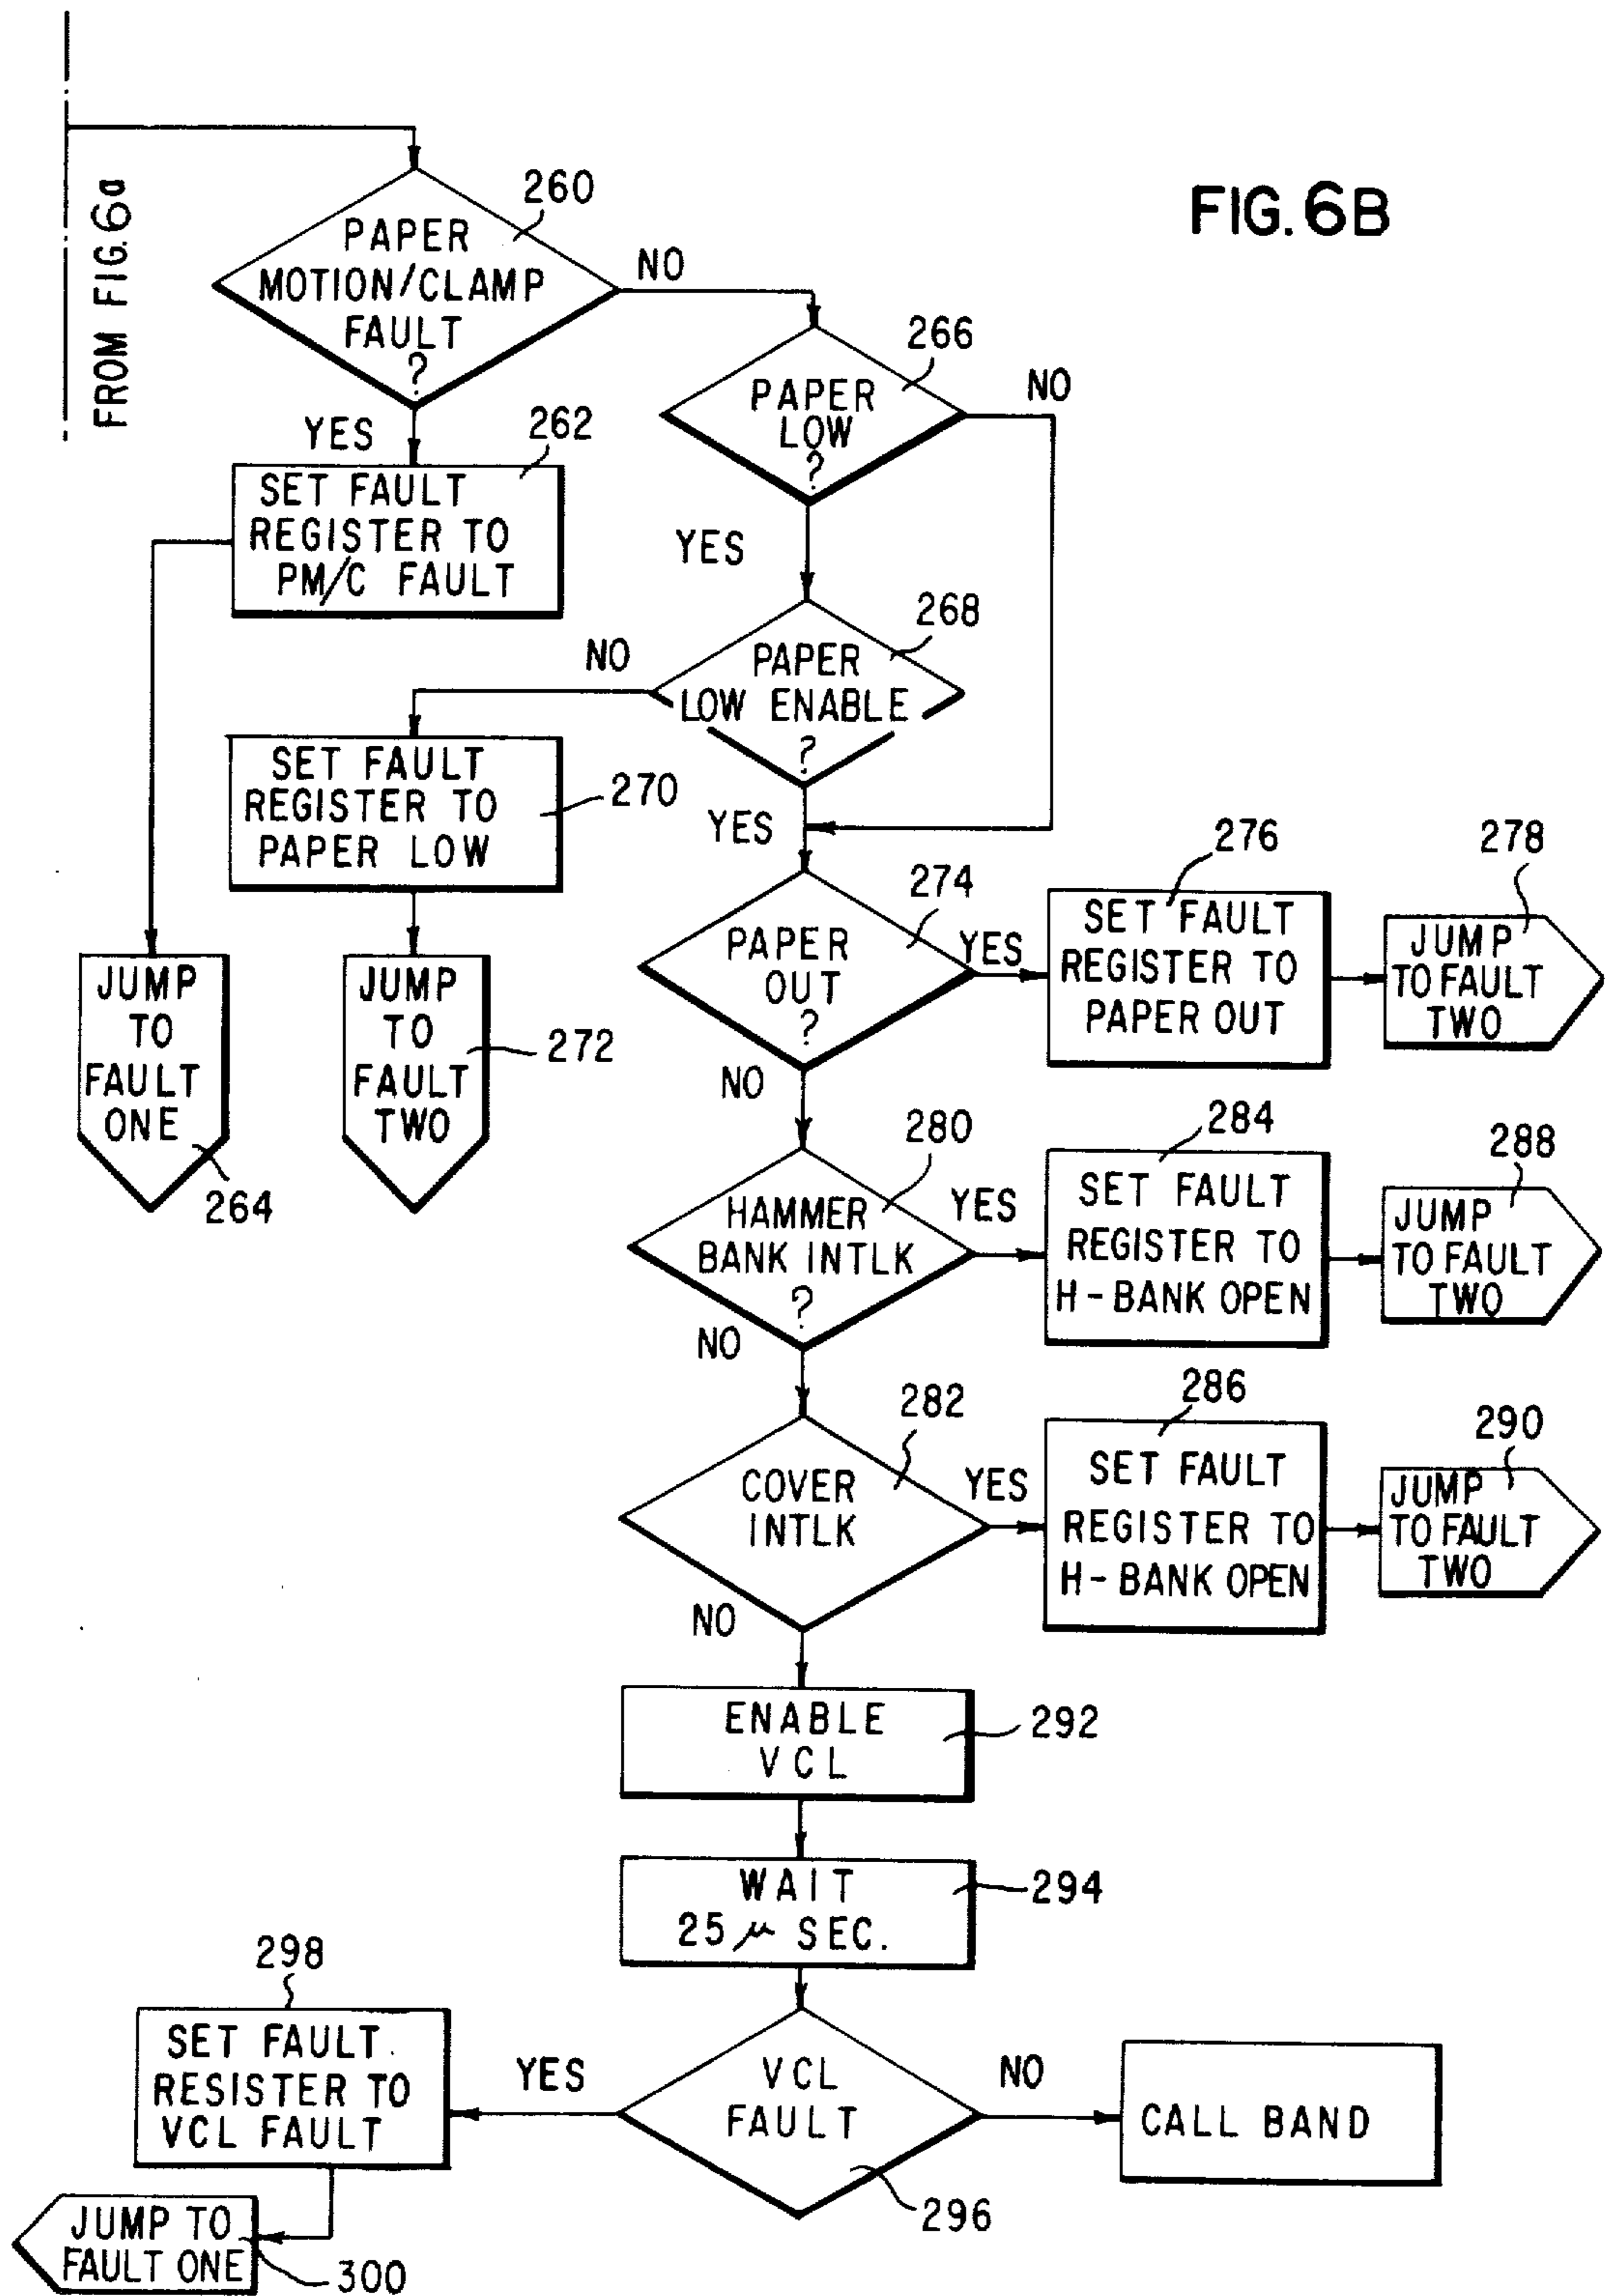 FIG. 6B
FROM FIG. 6a
260
PAPER
MOTION/CLAMP
FAULT
?
NO
YES
262
SET FAULT
REGISTER TO
PM/C FAULT
JUMP
TO
FAULT
ONE
264
266
PAPER
LOW
?
NO
YES
268
PAPER
LOW ENABLE
?
NO
YES
SET FAULT
REGISTER TO
PAPER LOW
270
JUMP
TO
FAULT
TWO
272
274
PAPER
OUT
?
YES
NO
276
SET FAULT
REGISTER TO
PAPER OUT
278
JUMP
TO FAULT
TWO
280
HAMMER
BANK INTLK
?
YES
NO
284
SET FAULT
REGISTER TO
H-BANK OPEN
288
JUMP
TO FAULT
TWO
282
COVER
INTLK
YES
NO
286
SET FAULT
REGISTER TO
H-BANK OPEN
290
JUMP
TO FAULT
TWO
ENABLE
VCL
292
WAIT
25 μ SEC.
294
VCL
FAULT
296
YES
NO
298
SET FAULT
RESISTER TO
VCL FAULT
JUMP TO
FAULT ONE
300
CALL BAND